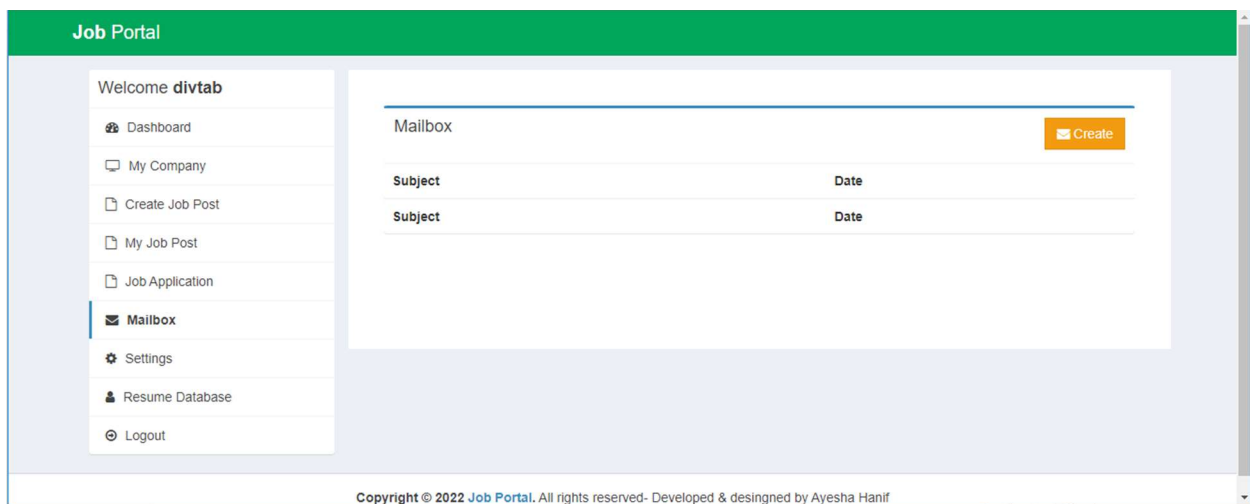 Job Portal
Welcome divtab
Dashboard
My Company
Create Job Post
My Job Post
Job Application
Mailbox
Settings
Resume Database
Logout
Mailbox
Create
Subject Date
Subject Date
Copyright © 2022 Job Portal. All rights reserved- Developed & desingned by Ayesha Hanif